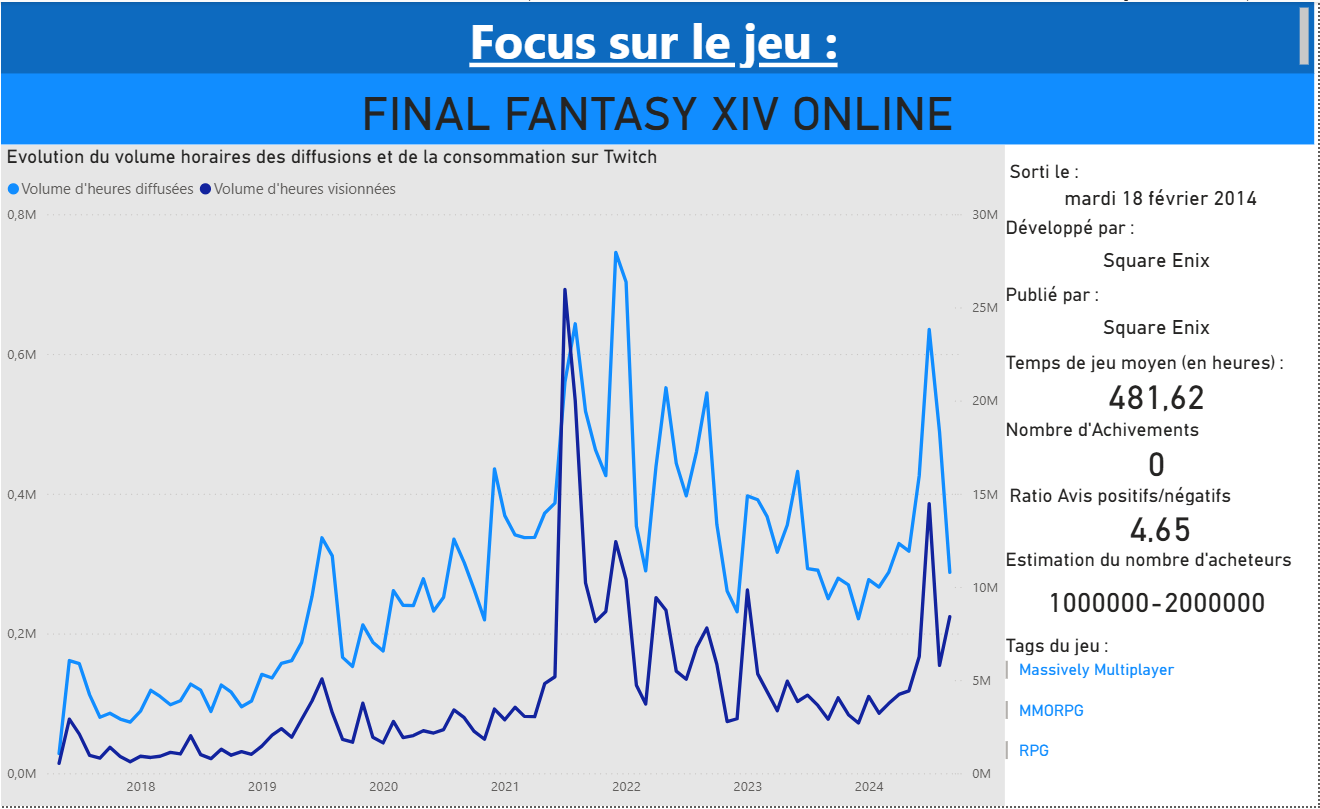 Focus sur le jeu :
FINAL FANTASY XIV ONLINE
Evolution du volume horaires des diffusions et de la consommation sur Twitch
Volume d'heures diffusées Volume d'heures visionnées
0,8M
0,6M
0,4M
0,2M
0,0M
30M
25M
20M
15M
10M
5M
0M
2018 2019 2020 2021 2022 2023 2024
Sorti le :
mardi 18 février 2014
Développé par :
Square Enix
Publié par :
Square Enix
Temps de jeu moyen (en heures) :
481,62
Nombre d'Achivements
0
Ratio Avis positifs/négatifs
4,65
Estimation du nombre d'acheteurs
1000000-2000000
Tags du jeu :
Massively Multiplayer
MMORPG
RPG